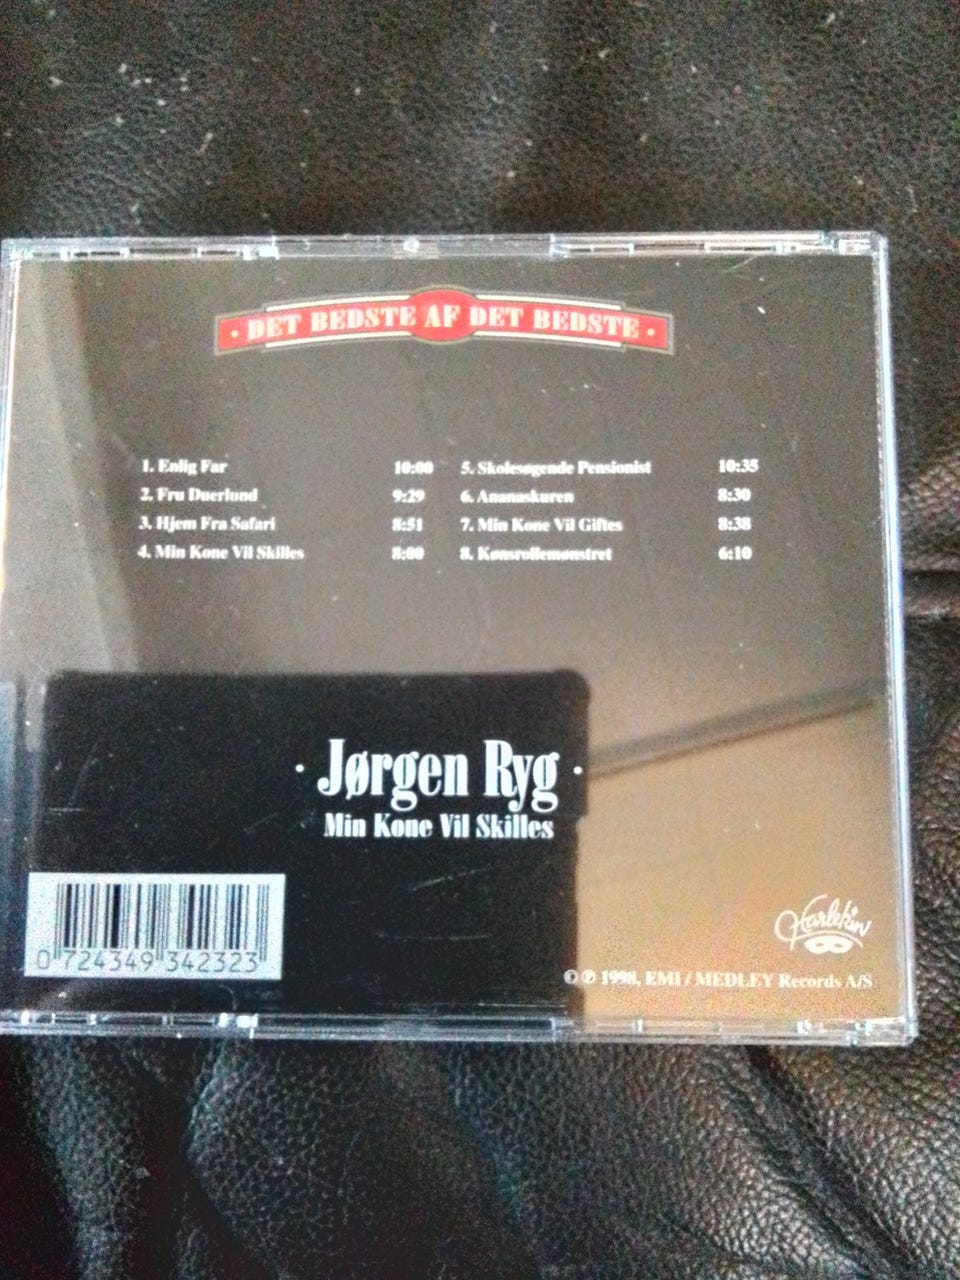 · DET BEDSTE AF DET BEDSTE ·
1. Enlig Far 10:00
2. Fru Duerlund 9:29
3. Hjem Fra Safari 8:51
4. Min Kone Vil Skilles 8:00
5. Skolesøgende Pensionist 10:35
6. Ananaskuren 8:30
7. Min Kone Vil Giftes 8:38
8. Kønsrollemønstret 6:10
· Jørgen Ryg ·
Min Kone Vil Skilles
0 724349 342323
Harlekin
© ℗ 1998, EMI / MEDLEY Records A/S